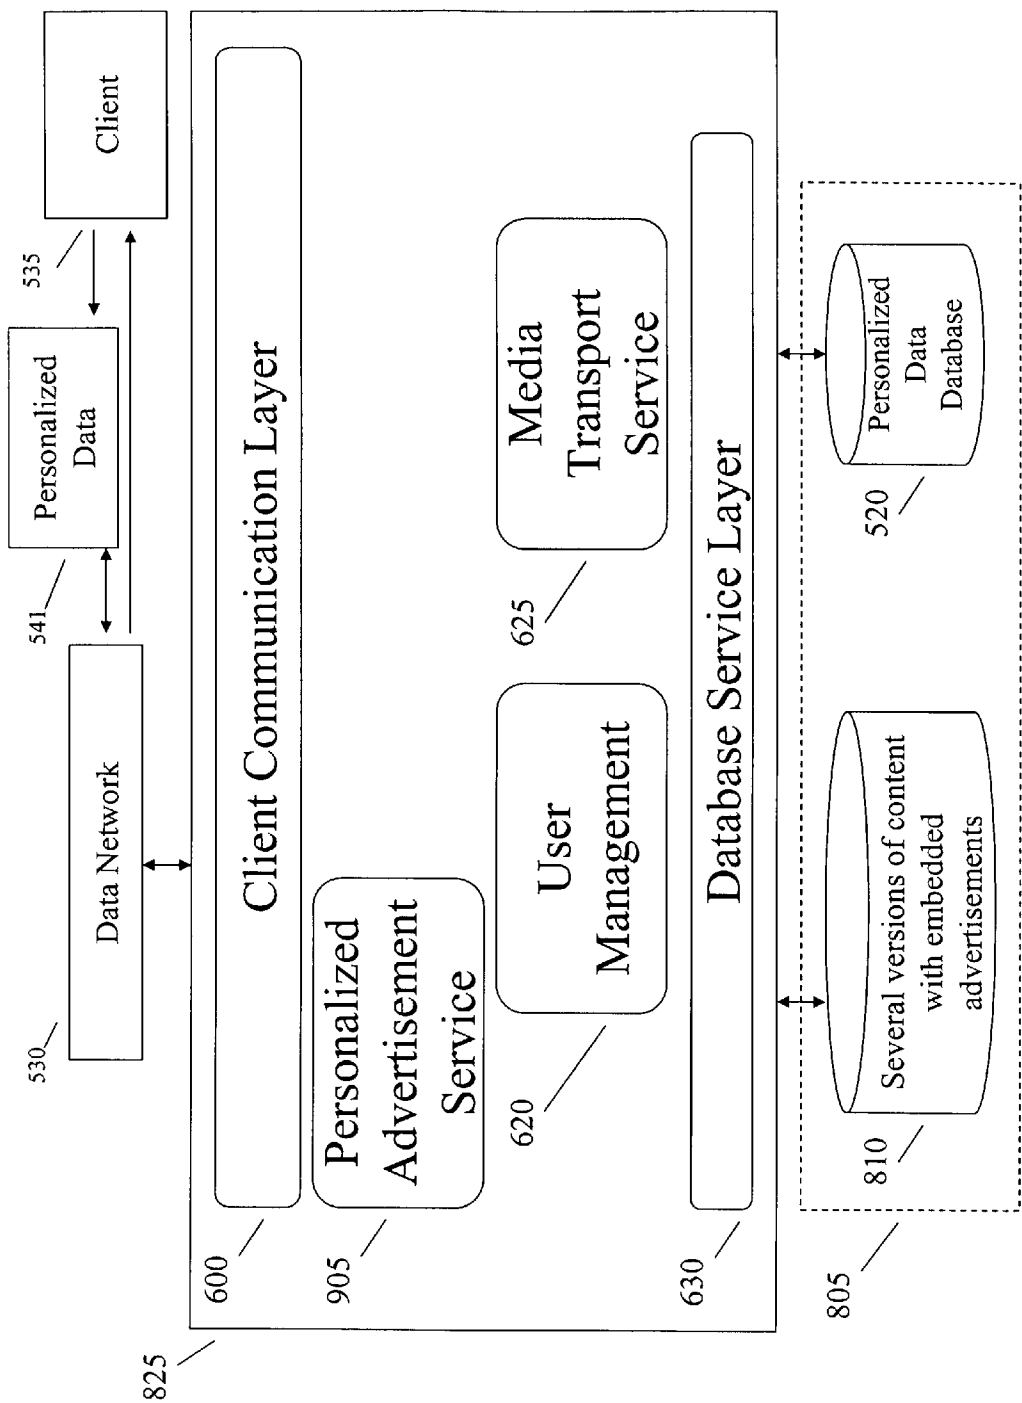 530
Data Network
541
Personalized
Data
535
Client
825
600
Client Communication Layer
905
Personalized
Advertisement
Service
620
User
Management
625
Media
Transport
Service
630
Database Service Layer
805
810
Several versions of content
with embedded
advertisements
520
Personalized
Data
Database